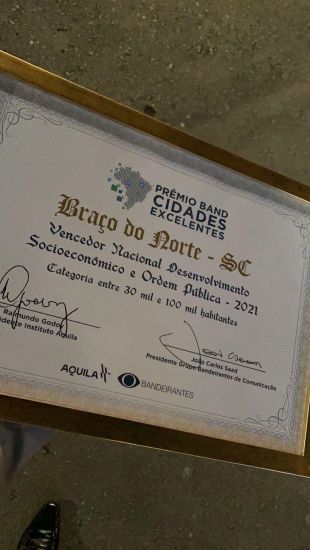 PRÊMIO BAND
CIDADES
EXCELENTES
Braço do Norte - SC
Vencedor Nacional Desenvolvimento
Socioeconômico e Ordem Pública - 2021
Categoria entre 30 mil e 100 mil habitantes
Raimundo Godoy
idente Instituto Aquila
João Carlos Saad
Presidente Grupo Bandeirantes de Comunicação
AQUILA
BANDEIRANTES